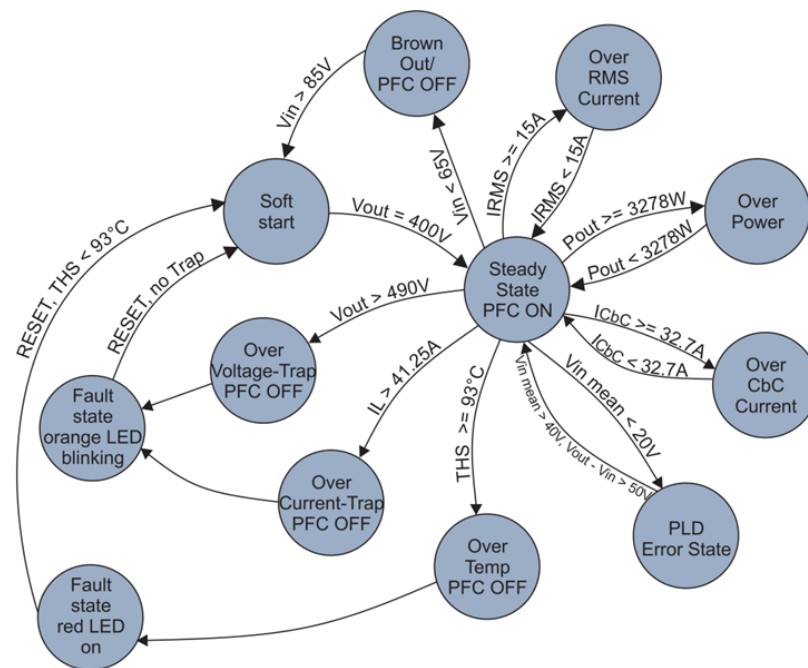 Brown
Out/
PFC OFF
Over
RMS
Current
Vin > 85V
Vin < 65V
IRMS >= 15A
IRMS < 15A
Soft
start
Over
Power
Vout = 400V
Pout >= 3278W
Pout < 3278W
Steady
State
PFC ON
RESET, THS < 93°C
RESET, no Trap
Vout > 490V
ICbC >= 32.7A
ICbC < 32.7A
Over
Voltage-Trap
PFC OFF
Over
CbC
Current
IL > 41.25A
THS >= 93°C
Vin mean < 20V
Vin mean > 40V, Vout - Vin > 50V
Fault
state
orange LED
blinking
Over
Current-Trap
PFC OFF
PLD
Error State
Over
Temp
PFC OFF
Fault
state
red LED
on